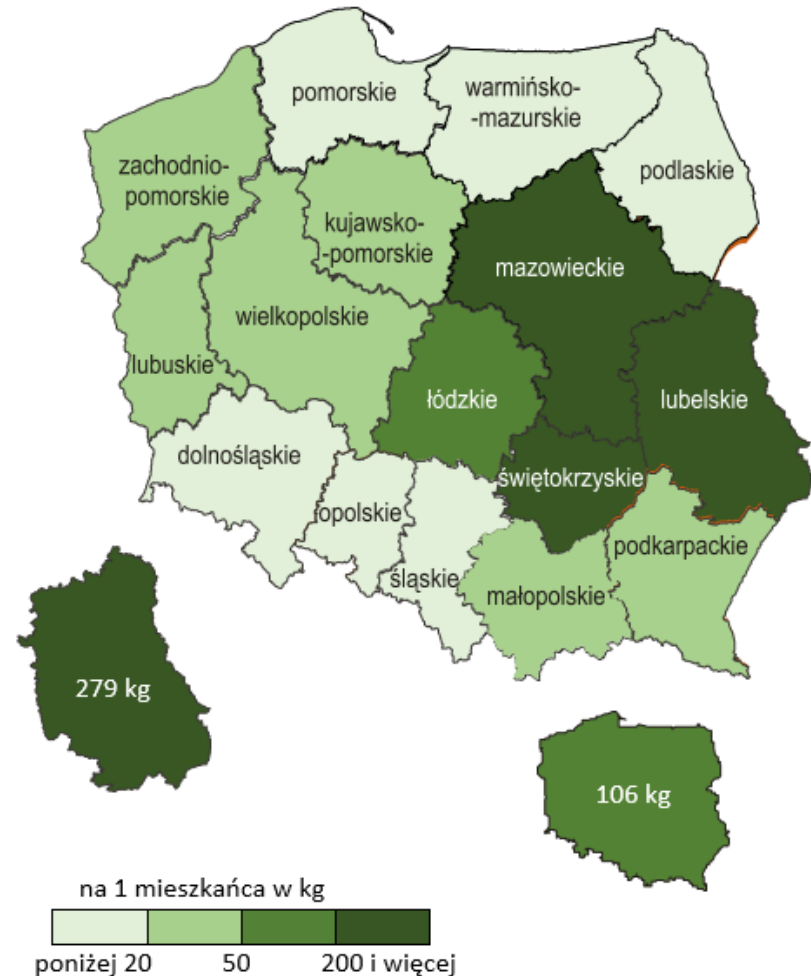 pomorskie
warmińsko-
-mazurskie
podlaskie
zachodnio-
pomorskie
kujawsko-
-pomorskie
mazowieckie
wielkopolskie
lubuskie
łódzkie
lubelskie
dolnośląskie
świętokrzyskie
opolskie
śląskie
małopolskie
podkarpackie
279 kg
106 kg
na 1 mieszkańca w kg
poniżej 20 50 200 i więcej